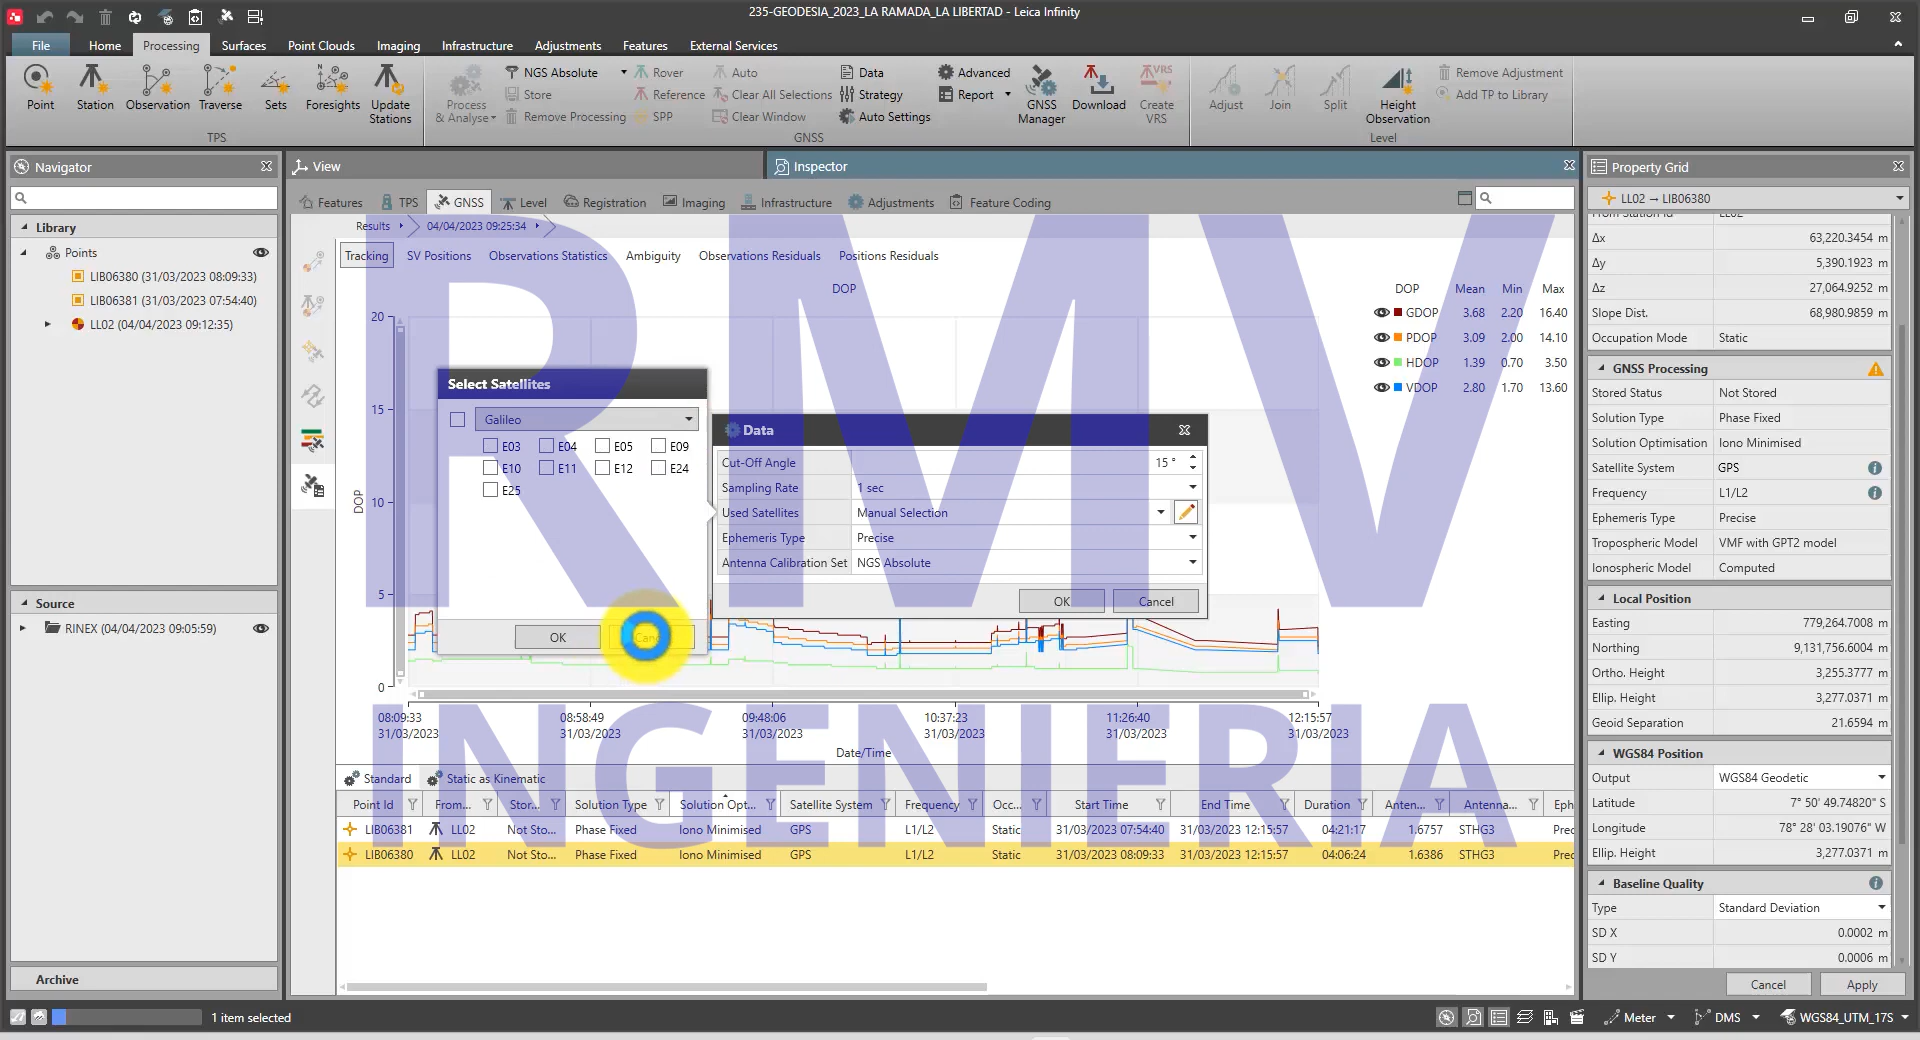 235-GEODESIA_2023_LA RAMADA_LA LIBERTAD - Leica Infinity
File Home Processing Surfaces Point Clouds Imaging Infrastructure Adjustments Features External Services
Point Station Observation Traverse Sets Foresights Update Stations
TPS
Process & Analyse
NGS Absolute Rover Auto Data Advanced
Store Reference Clear All Selections Strategy Report
Remove Processing SPP Clear Window Auto Settings
GNSS Manager Download Create VRS
VRS
GNSS
Adjust Join Split Height Observation
Remove Adjustment
Add TP to Library
Level
Navigator
Library
Points
LIB06380 (31/03/2023 08:09:33)
LIB06381 (31/03/2023 07:54:40)
LL02 (04/04/2023 09:12:35)
Source
RINEX (04/04/2023 09:05:59)
Archive
View
Inspector
Features TPS GNSS Level Registration Imaging Infrastructure Adjustments Feature Coding
Results 04/04/2023 09:25:34
Tracking SV Positions Observations Statistics Ambiguity Observations Residuals Positions Residuals
DOP
DOP Mean Min Max
GDOP 3.68 2.20 16.40
PDOP 3.09 2.00 14.10
HDOP 1.39 0.70 3.50
VDOP 2.80 1.70 13.60
20
15
10
5
0
DOP
Select Satellites
Galileo
E03 E04 E05 E09
E10 E11 E12 E24
E25
OK
Data
Cut-Off Angle 15 °
Sampling Rate 1 sec
Used Satellites Manual Selection
Ephemeris Type Precise
Antenna Calibration Set NGS Absolute
OK Cancel
08:09:33 08:58:49 09:48:06 10:37:23 11:26:40 12:15:57
31/03/2023 31/03/2023 31/03/2023 31/03/2023 31/03/2023 31/03/2023
Date/Time
RMV
INGENIERIA
Standard Static as Kinematic
Point Id From... Stor... Solution Type Solution Opt... Satellite System Frequency Occ... Start Time End Time Duration Anten... Antenna... Eph
LIB06381 LL02 Not Sto... Phase Fixed Iono Minimised GPS L1/L2 Static 31/03/2023 07:54:40 31/03/2023 12:15:57 04:21:17 1.6757 STHG3 Prec
LIB06380 LL02 Not Sto... Phase Fixed Iono Minimised GPS L1/L2 Static 31/03/2023 08:09:33 31/03/2023 12:15:57 04:06:24 1.6386 STHG3 Prec
Property Grid
LL02 → LIB06380
From Station Id LL02
Δx 63,220.3454 m
Δy 5,390.1923 m
Δz 27,064.9252 m
Slope Dist. 68,980.9859 m
Occupation Mode Static
GNSS Processing
Stored Status Not Stored
Solution Type Phase Fixed
Solution Optimisation Iono Minimised
Satellite System GPS
Frequency L1/L2
Ephemeris Type Precise
Tropospheric Model VMF with GPT2 model
Ionospheric Model Computed
Local Position
Easting 779,264.7008 m
Northing 9,131,756.6004 m
Ortho. Height 3,255.3777 m
Ellip. Height 3,277.0371 m
Geoid Separation 21.6594 m
WGS84 Position
Output WGS84 Geodetic
Latitude 7° 50' 49.74820" S
Longitude 78° 28' 03.19076" W
Ellip. Height 3,277.0371 m
Baseline Quality
Type Standard Deviation
SD X 0.0002 m
SD Y 0.0006 m
Cancel Apply
1 item selected
Meter DMS WGS84_UTM_17S